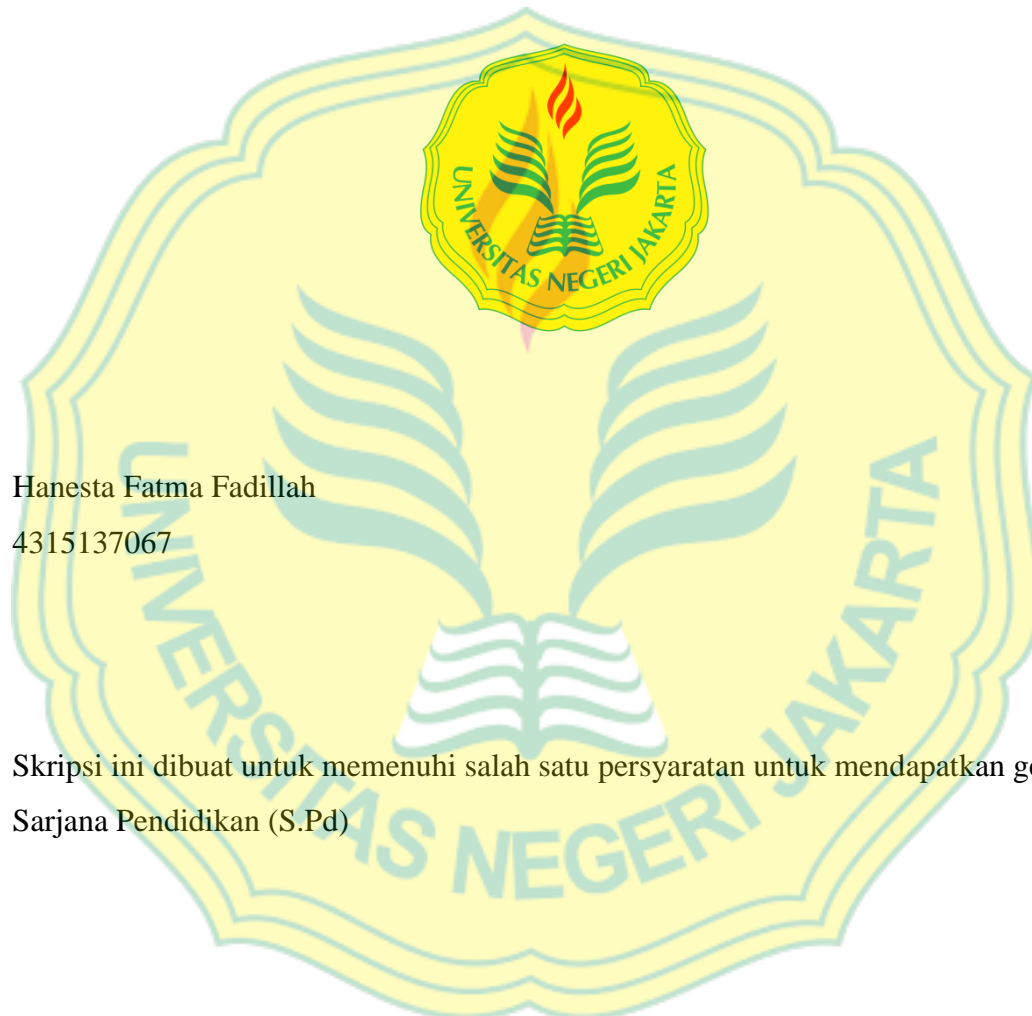 UNIVERSITAS NEGERI JAKARTA
Hanesta Fatma Fadillah
4315137067
UNIVERSITAS NEGERI JAKARTA
Skripsi ini dibuat untuk memenuhi salah satu persyaratan untuk mendapatkan
Sarjana Pendidikan (S.Pd)